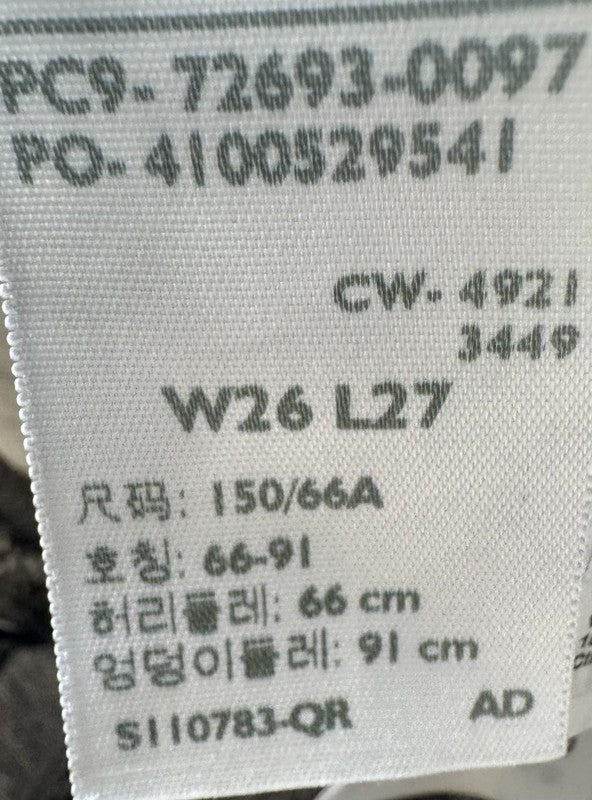 PC9- 72693-0097
PO- 4100529541
CW- 4921
3449
W26 L27
尺码: 150/66A
호칭: 66-91
허리둘레: 66 cm
엉덩이둘레: 91 cm
S110783-QR AD